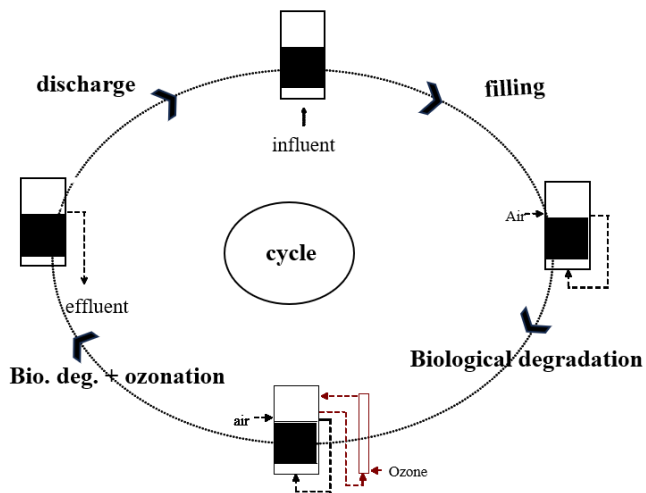 discharge
filling
influent
Air
cycle
effluent
Biological degradation
Bio. deg. + ozonation
air
Ozone